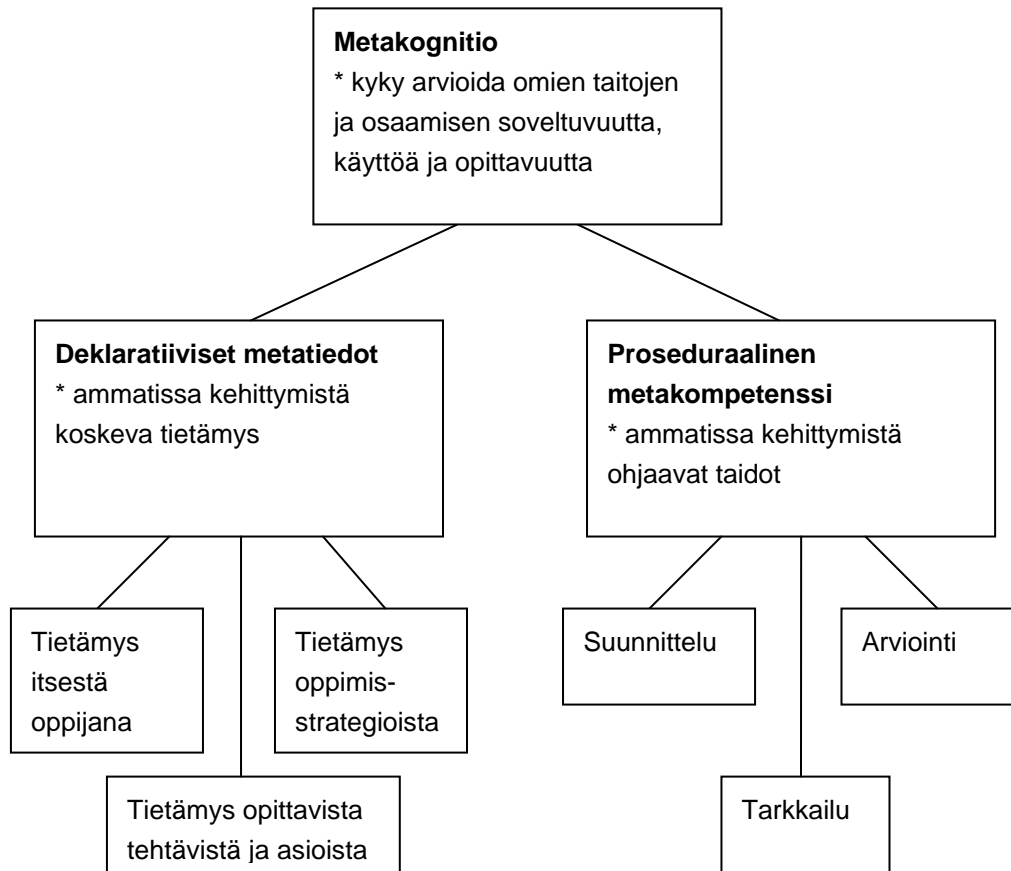 Metakognitio
* kyky arvioida omien taitojen
ja osaamisen soveltuvuutta,
käyttöä ja opittavuutta
Deklaratiiviset metatiedot
* ammatissa kehittymistä
koskeva tietämys
Proseduraalinen
metakompetenssi
* ammatissa kehittymistä
ohjaavat taidot
Tietämys
itsestä
oppijana
Tietämys
oppimis-
strategioista
Tietämys opittavista
tehtävistä ja asioista
Suunnittelu
Arviointi
Tarkkailu